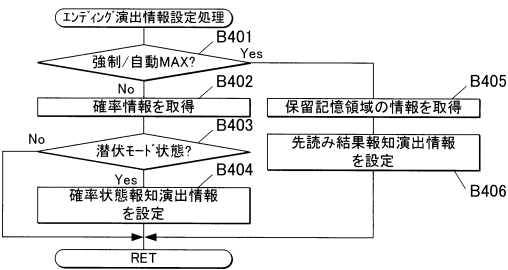 エンディング演出情報設定処理
B401
強制/自動MAX?
Yes
No
B402
確率情報を取得
B405
保留記憶領域の情報を取得
B403
No
潜伏モード状態?
先読み結果報知演出情報
を設定
Yes
B404
B406
確率状態報知演出情報
を設定
RET